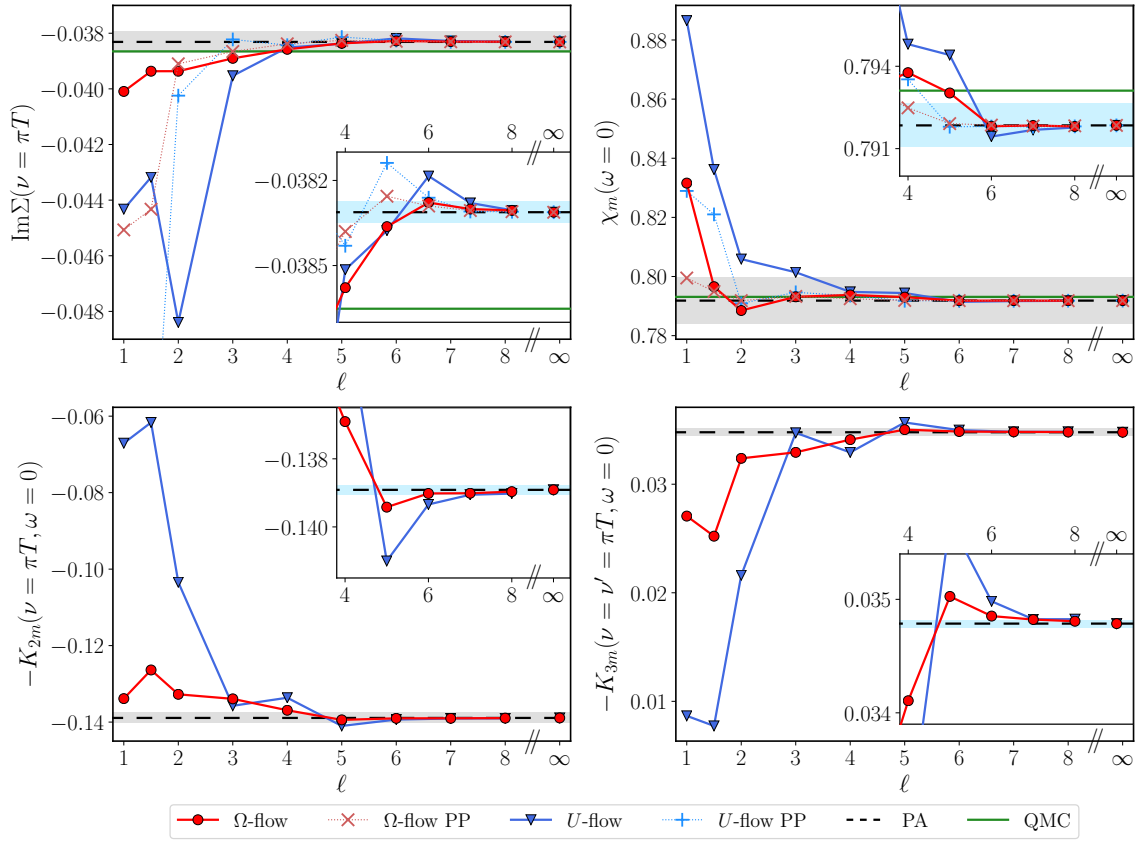 −0.038
−0.040
−0.042
−0.044
−0.046
−0.048
ImΣ(ν = πT)
4 6 8 ∞
−0.0382
−0.0385
1 2 3 4 5 6 7 8 ∞
ℓ
0.88
0.86
0.84
0.82
0.80
0.78
χm(ω = 0)
0.794
0.791
4 6 8 ∞
1 2 3 4 5 6 7 8 ∞
ℓ
−0.06
−0.08
−0.10
−0.12
−0.14
−K2m(ν = πT, ω = 0)
−0.138
−0.140
4 6 8 ∞
1 2 3 4 5 6 7 8 ∞
ℓ
0.03
0.02
0.01
−K3m(ν = ν′ = πT, ω = 0)
4 6 8 ∞
0.035
0.034
1 2 3 4 5 6 7 8 ∞
ℓ
Ω-flow Ω-flow PP U-flow U-flow PP PA QMC